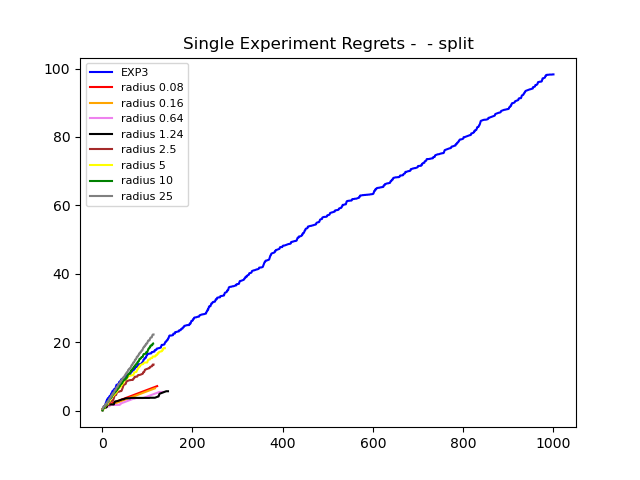 Single Experiment Regrets -  - split
100
80
60
40
20
0
EXP3
radius 0.08
radius 0.16
radius 0.64
radius 1.24
radius 2.5
radius 5
radius 10
radius 25
0 200 400 600 800 1000